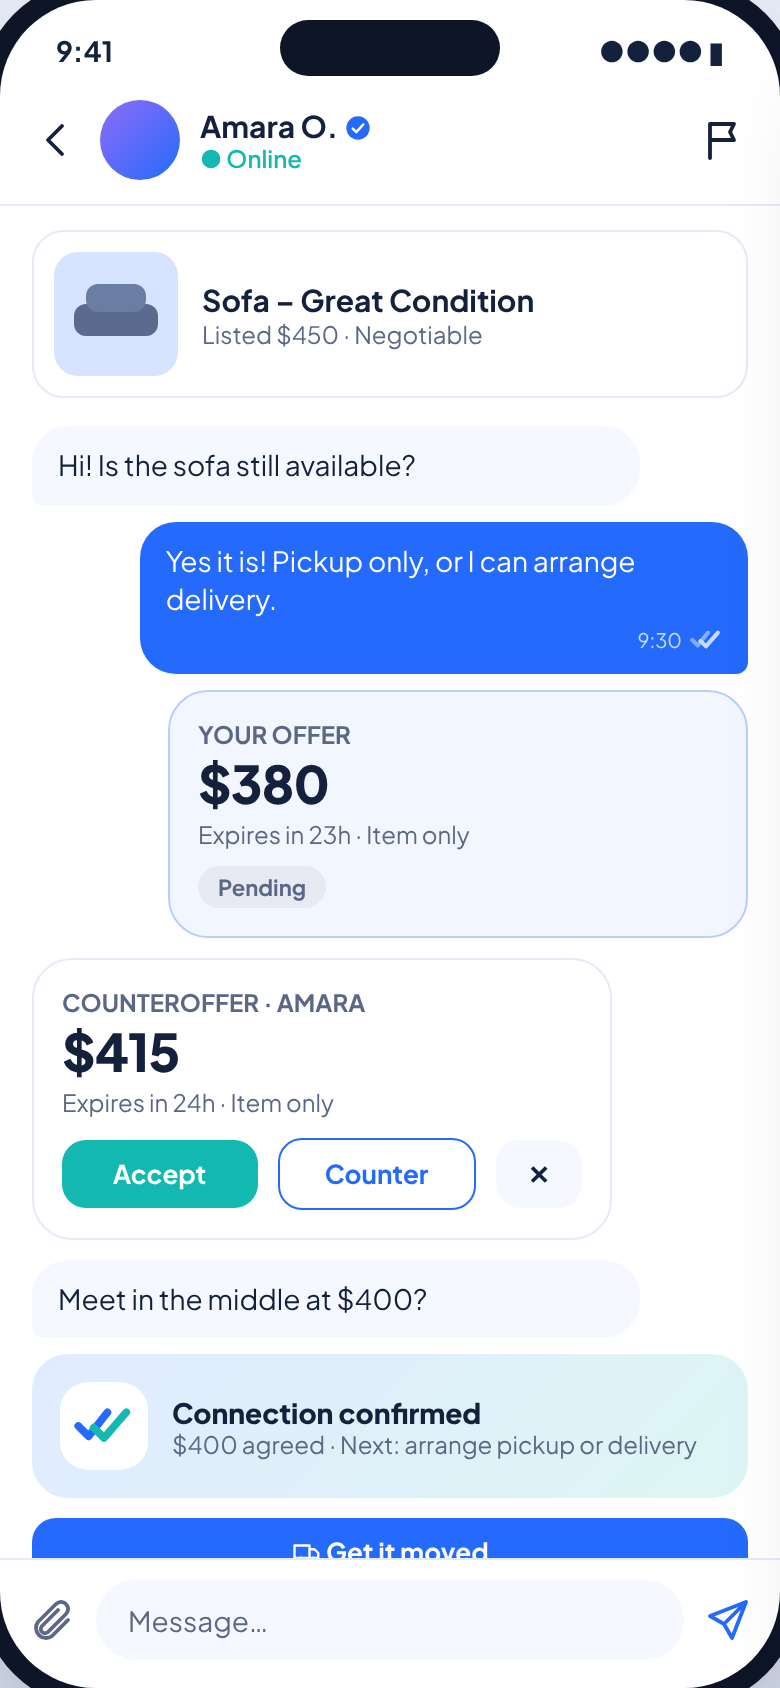 9:41
Amara O.
Online
Sofa – Great Condition
Listed $450 · Negotiable
Hi! Is the sofa still available?
Yes it is! Pickup only, or I can arrange
delivery.
9:30
YOUR OFFER
$380
Expires in 23h · Item only
Pending
COUNTEROFFER · AMARA
$415
Expires in 24h · Item only
Accept
Counter
×
Meet in the middle at $400?
Connection confirmed
$400 agreed · Next: arrange pickup or delivery
Get it moved
Message…